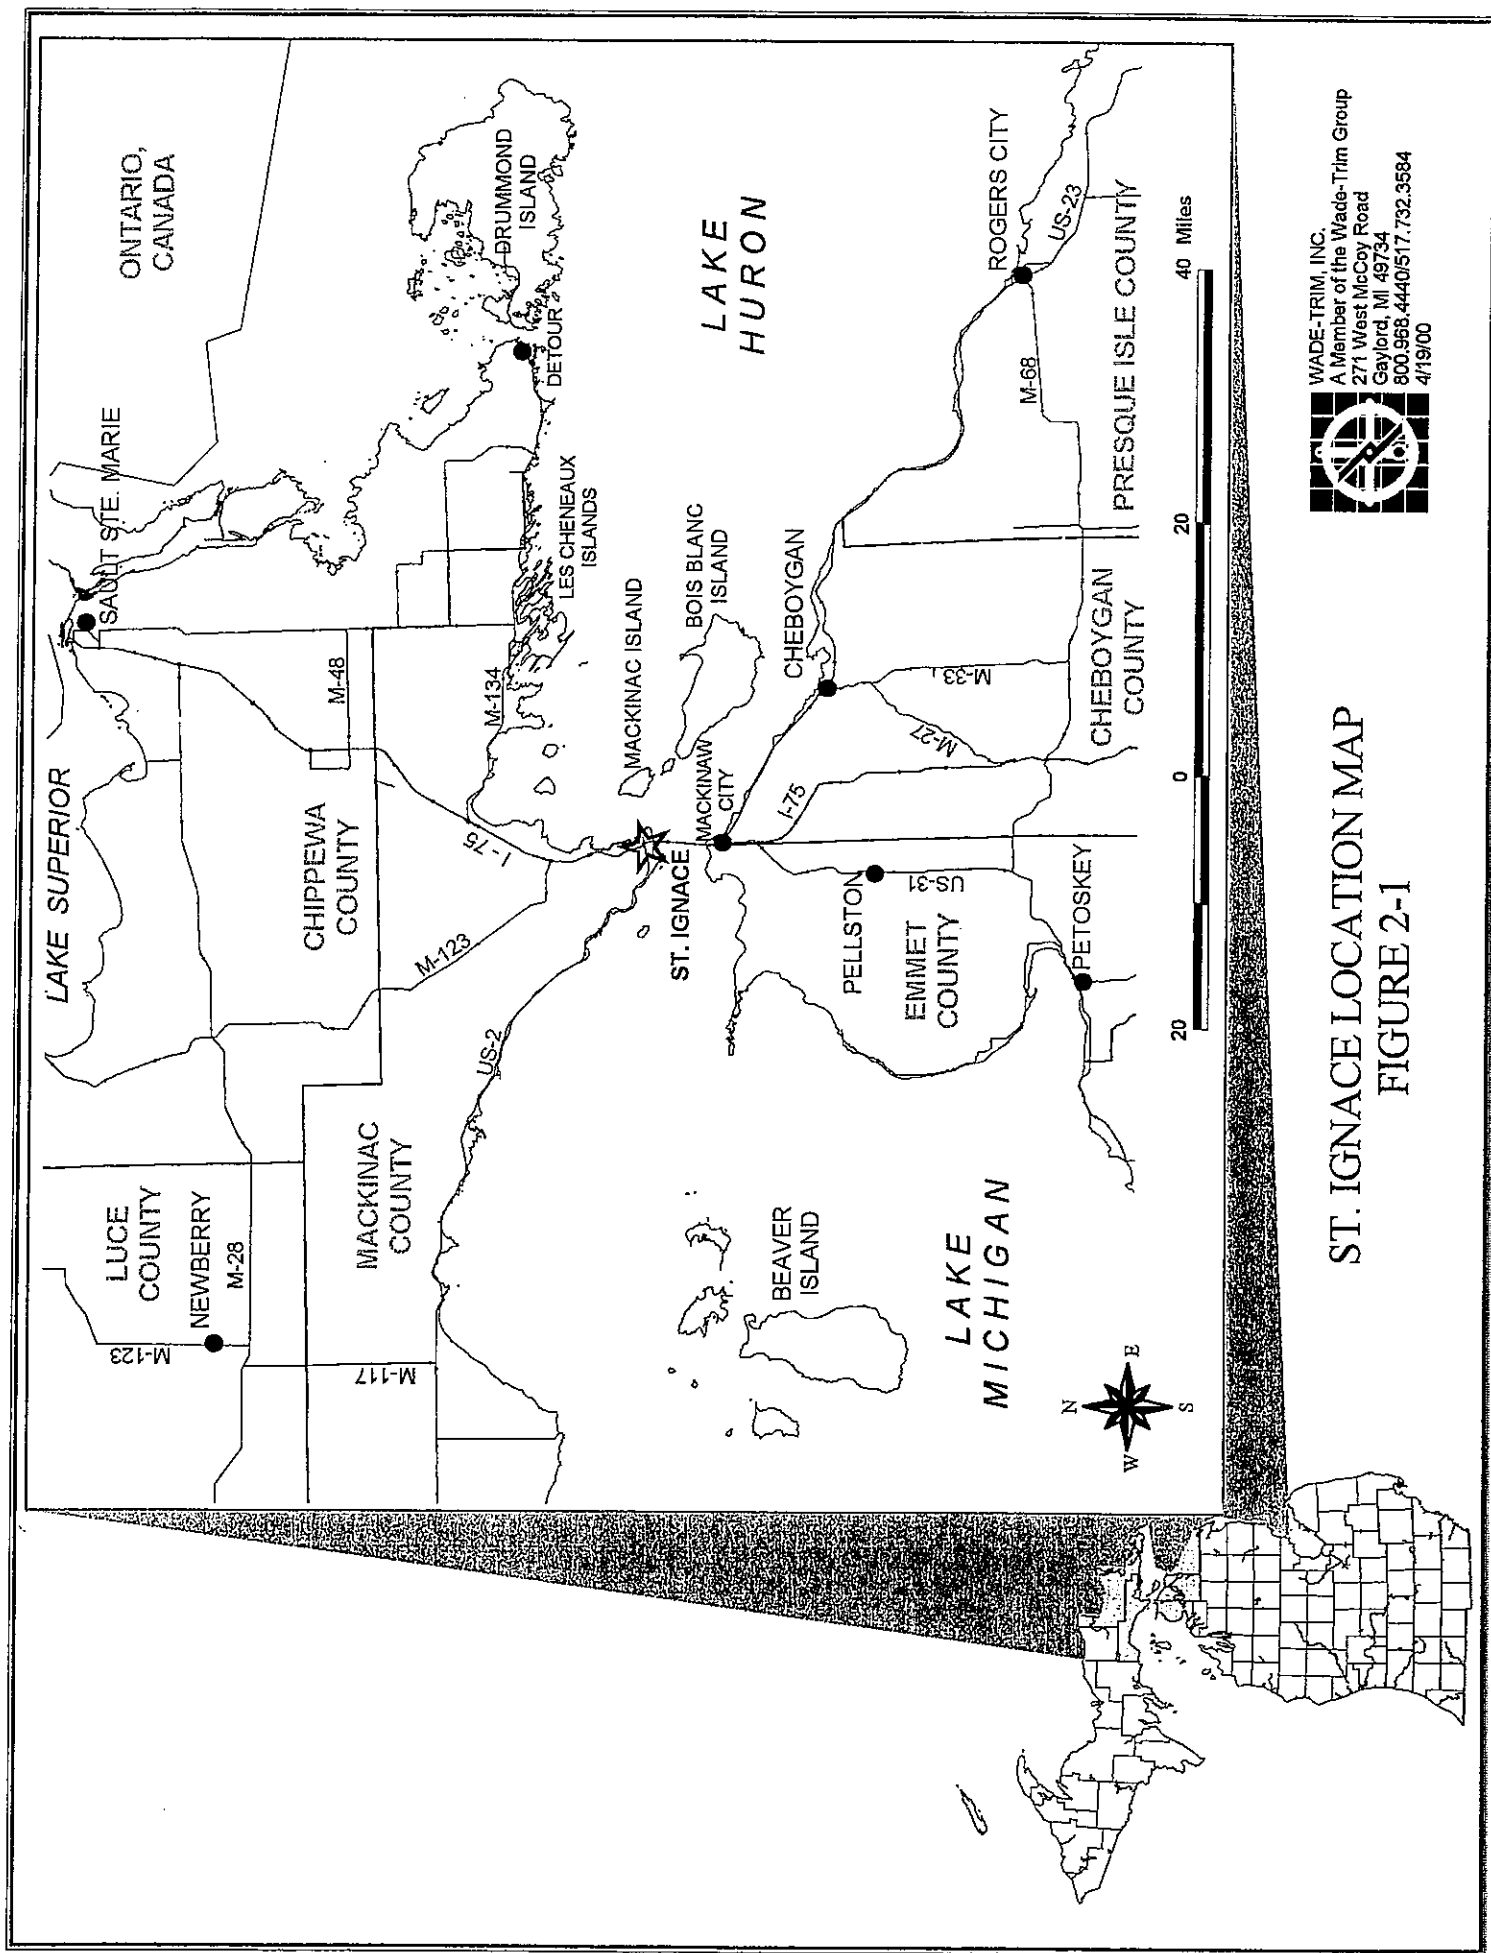 ONTARIO,
CANADA
SAULT STE. MARIE
LAKE SUPERIOR
LUCE
COUNTY
NEWBERRY
M-123
M-28
M-117
CHIPPEWA
COUNTY
M-48
M-123
I-75
M-134
DRUMMOND
ISLAND
DETOUR
LES CHENEAUX
ISLANDS
MACKINAC
COUNTY
US-2
MACKINAC ISLAND
BOIS BLANC
ISLAND
ST. IGNACE
MACKINAW
CITY
LAKE
HURON
CHEBOYGAN
I-75
M-27
M-33
PELLSTON
US-31
EMMET
COUNTY
BEAVER
ISLAND
LAKE
MICHIGAN
PETOSKEY
CHEBOYGAN
COUNTY
ROGERS CITY
US-23
M-68
PRESQUE ISLE COUNTY
N
W
E
S
20
0
20
40 Miles
ST. IGNACE LOCATION MAP
FIGURE 2-1
WADE-TRIM, INC.
A Member of the Wade-Trim Group
271 West McCoy Road
Gaylord, MI 49734
800.968.4440/517.732.3584
4/19/00